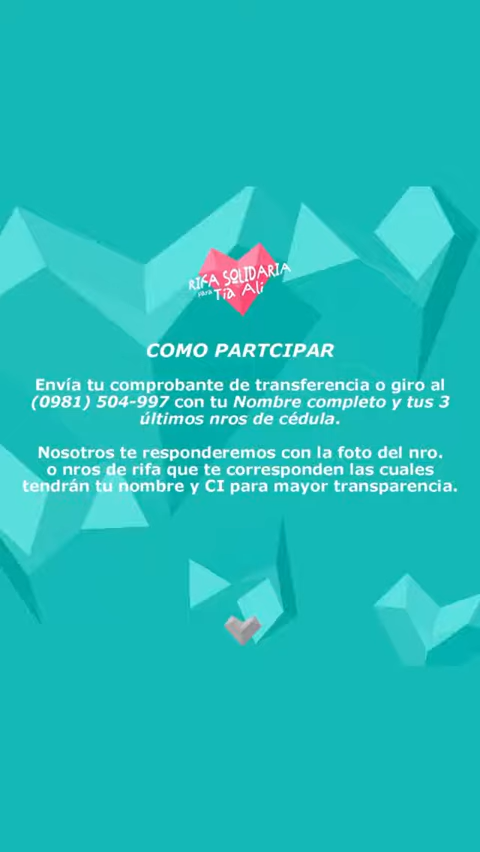 RIFA SOLIDARIA
para Tía Ali
COMO PARTCIPAR
Envía tu comprobante de transferencia o giro al
(0981) 504-997 con tu Nombre completo y tus 3
últimos nros de cédula.
Nosotros te responderemos con la foto del nro.
o nros de rifa que te corresponden las cuales
tendrán tu nombre y CI para mayor transparencia.